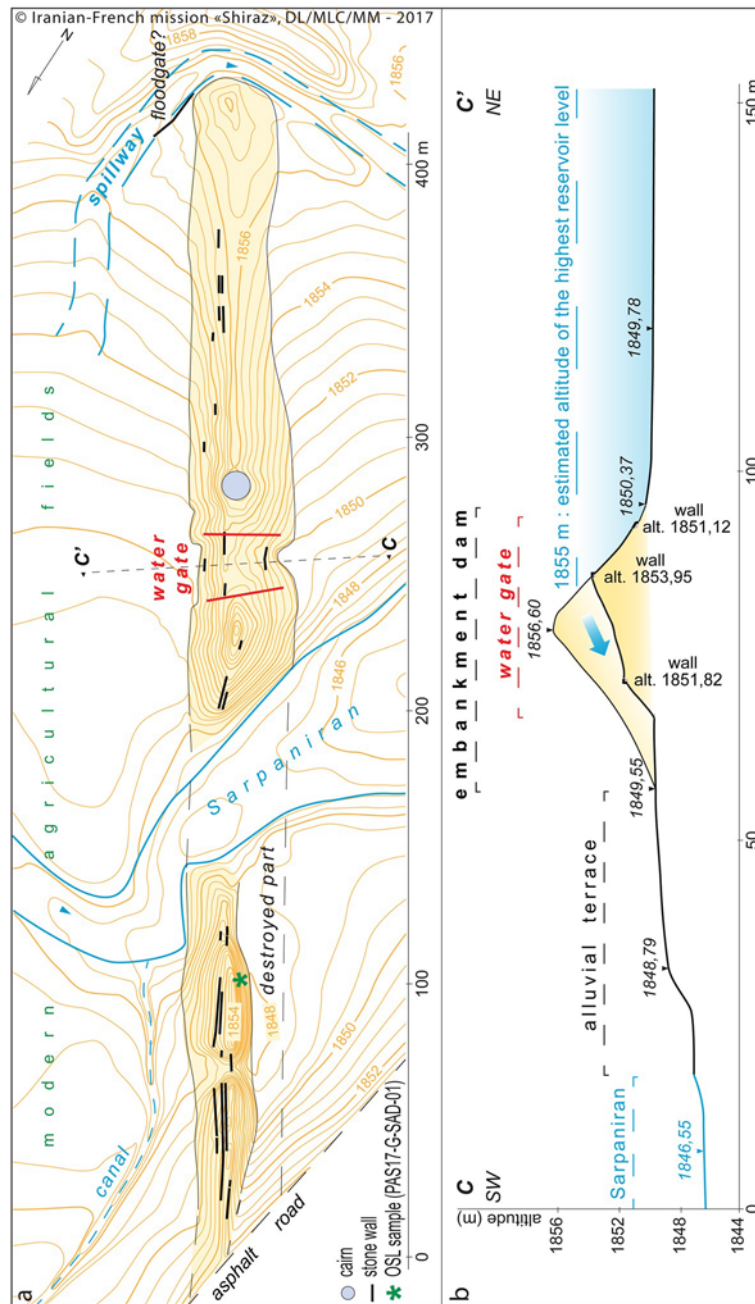 © Iranian-French mission «Shiraz», DL/MLC/MM - 2017
a
N
spillway
floodgate?
modern agricultural fields
canal
Sarpaniran
water
gate
C'
C
destroyed part
asphalt road
1858
1856
1856
1854
1852
1850
1848
1846
1854
1848
1850
1852
0
100
200
300
400 m
cairn
stone wall
OSL sample (PAS17-G-SAD-01)
b
C
SW
C'
NE
altitude (m)
1856
1852
1848
1844
0
50
100
150 m
Sarpaniran
1846,55
alluvial terrace
1848,79
1849,55
embankment dam
water gate
1856,60
wall
alt. 1851,82
wall
alt. 1853,95
wall
alt. 1851,12
1850,37
1849,78
1855 m : estimated altitude of the highest reservoir level